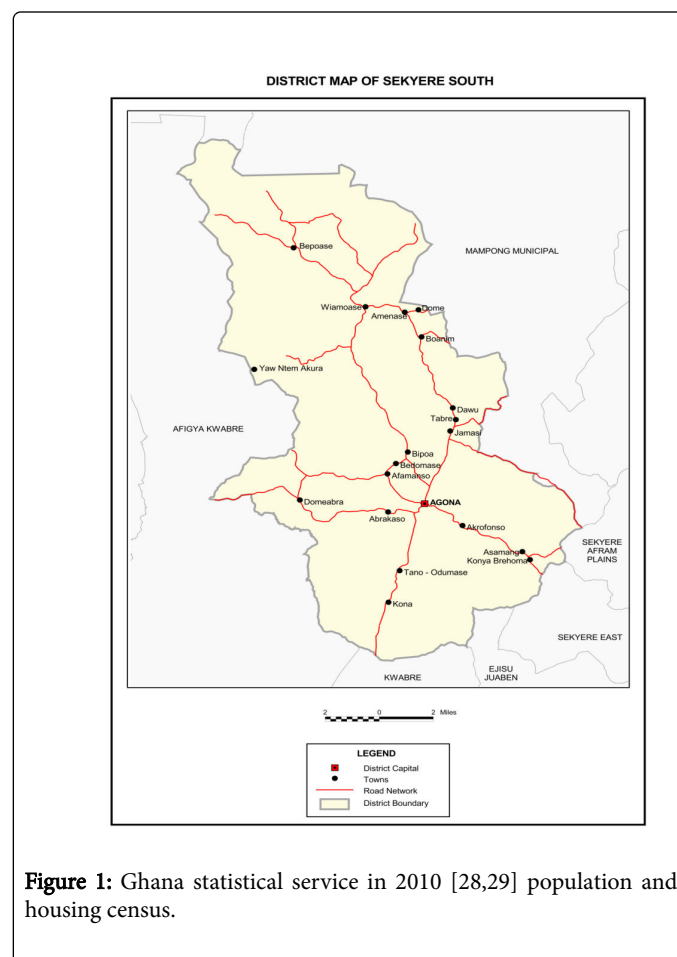 DISTRICT MAP OF SEKYERE SOUTH
MAMPONG MUNICIPAL
Bepoase
Wiamoase
Dome
Amenase
Boanim
Yaw Ntem Akura
Dawu
Tabre
AFIGYA KWABRE
Jamasi
Bipoa
Bedomase
Afamanso
Domeabra
AGONA
Abrakaso
Akrofonso
SEKYERE
AFRAM
PLAINS
Asamang
Konya Brehoma
Tano - Odumase
Kona
SEKYERE EAST
KWABRE
EJISU
JUABEN
2 0 2 Miles
LEGEND
District Capital
Towns
Road Network
District Boundary
Figure 1: Ghana statistical service in 2010 [28,29] population and
housing census.